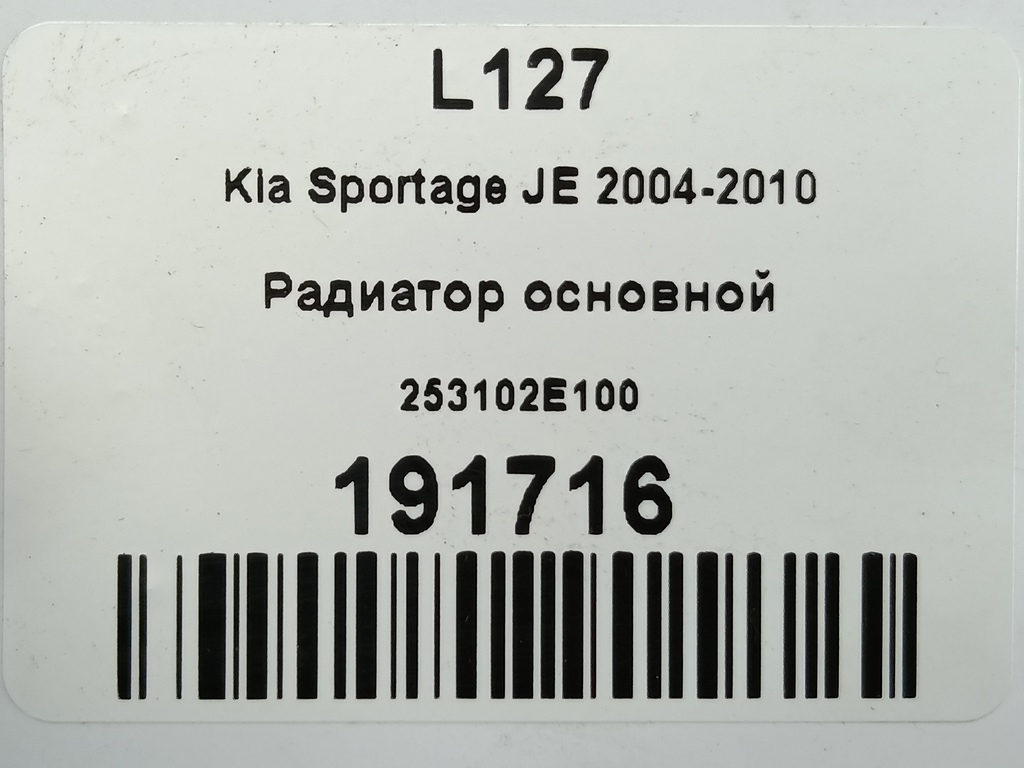 L127
Kia Sportage JE 2004-2010
Радиатор основной
253102E100
191716